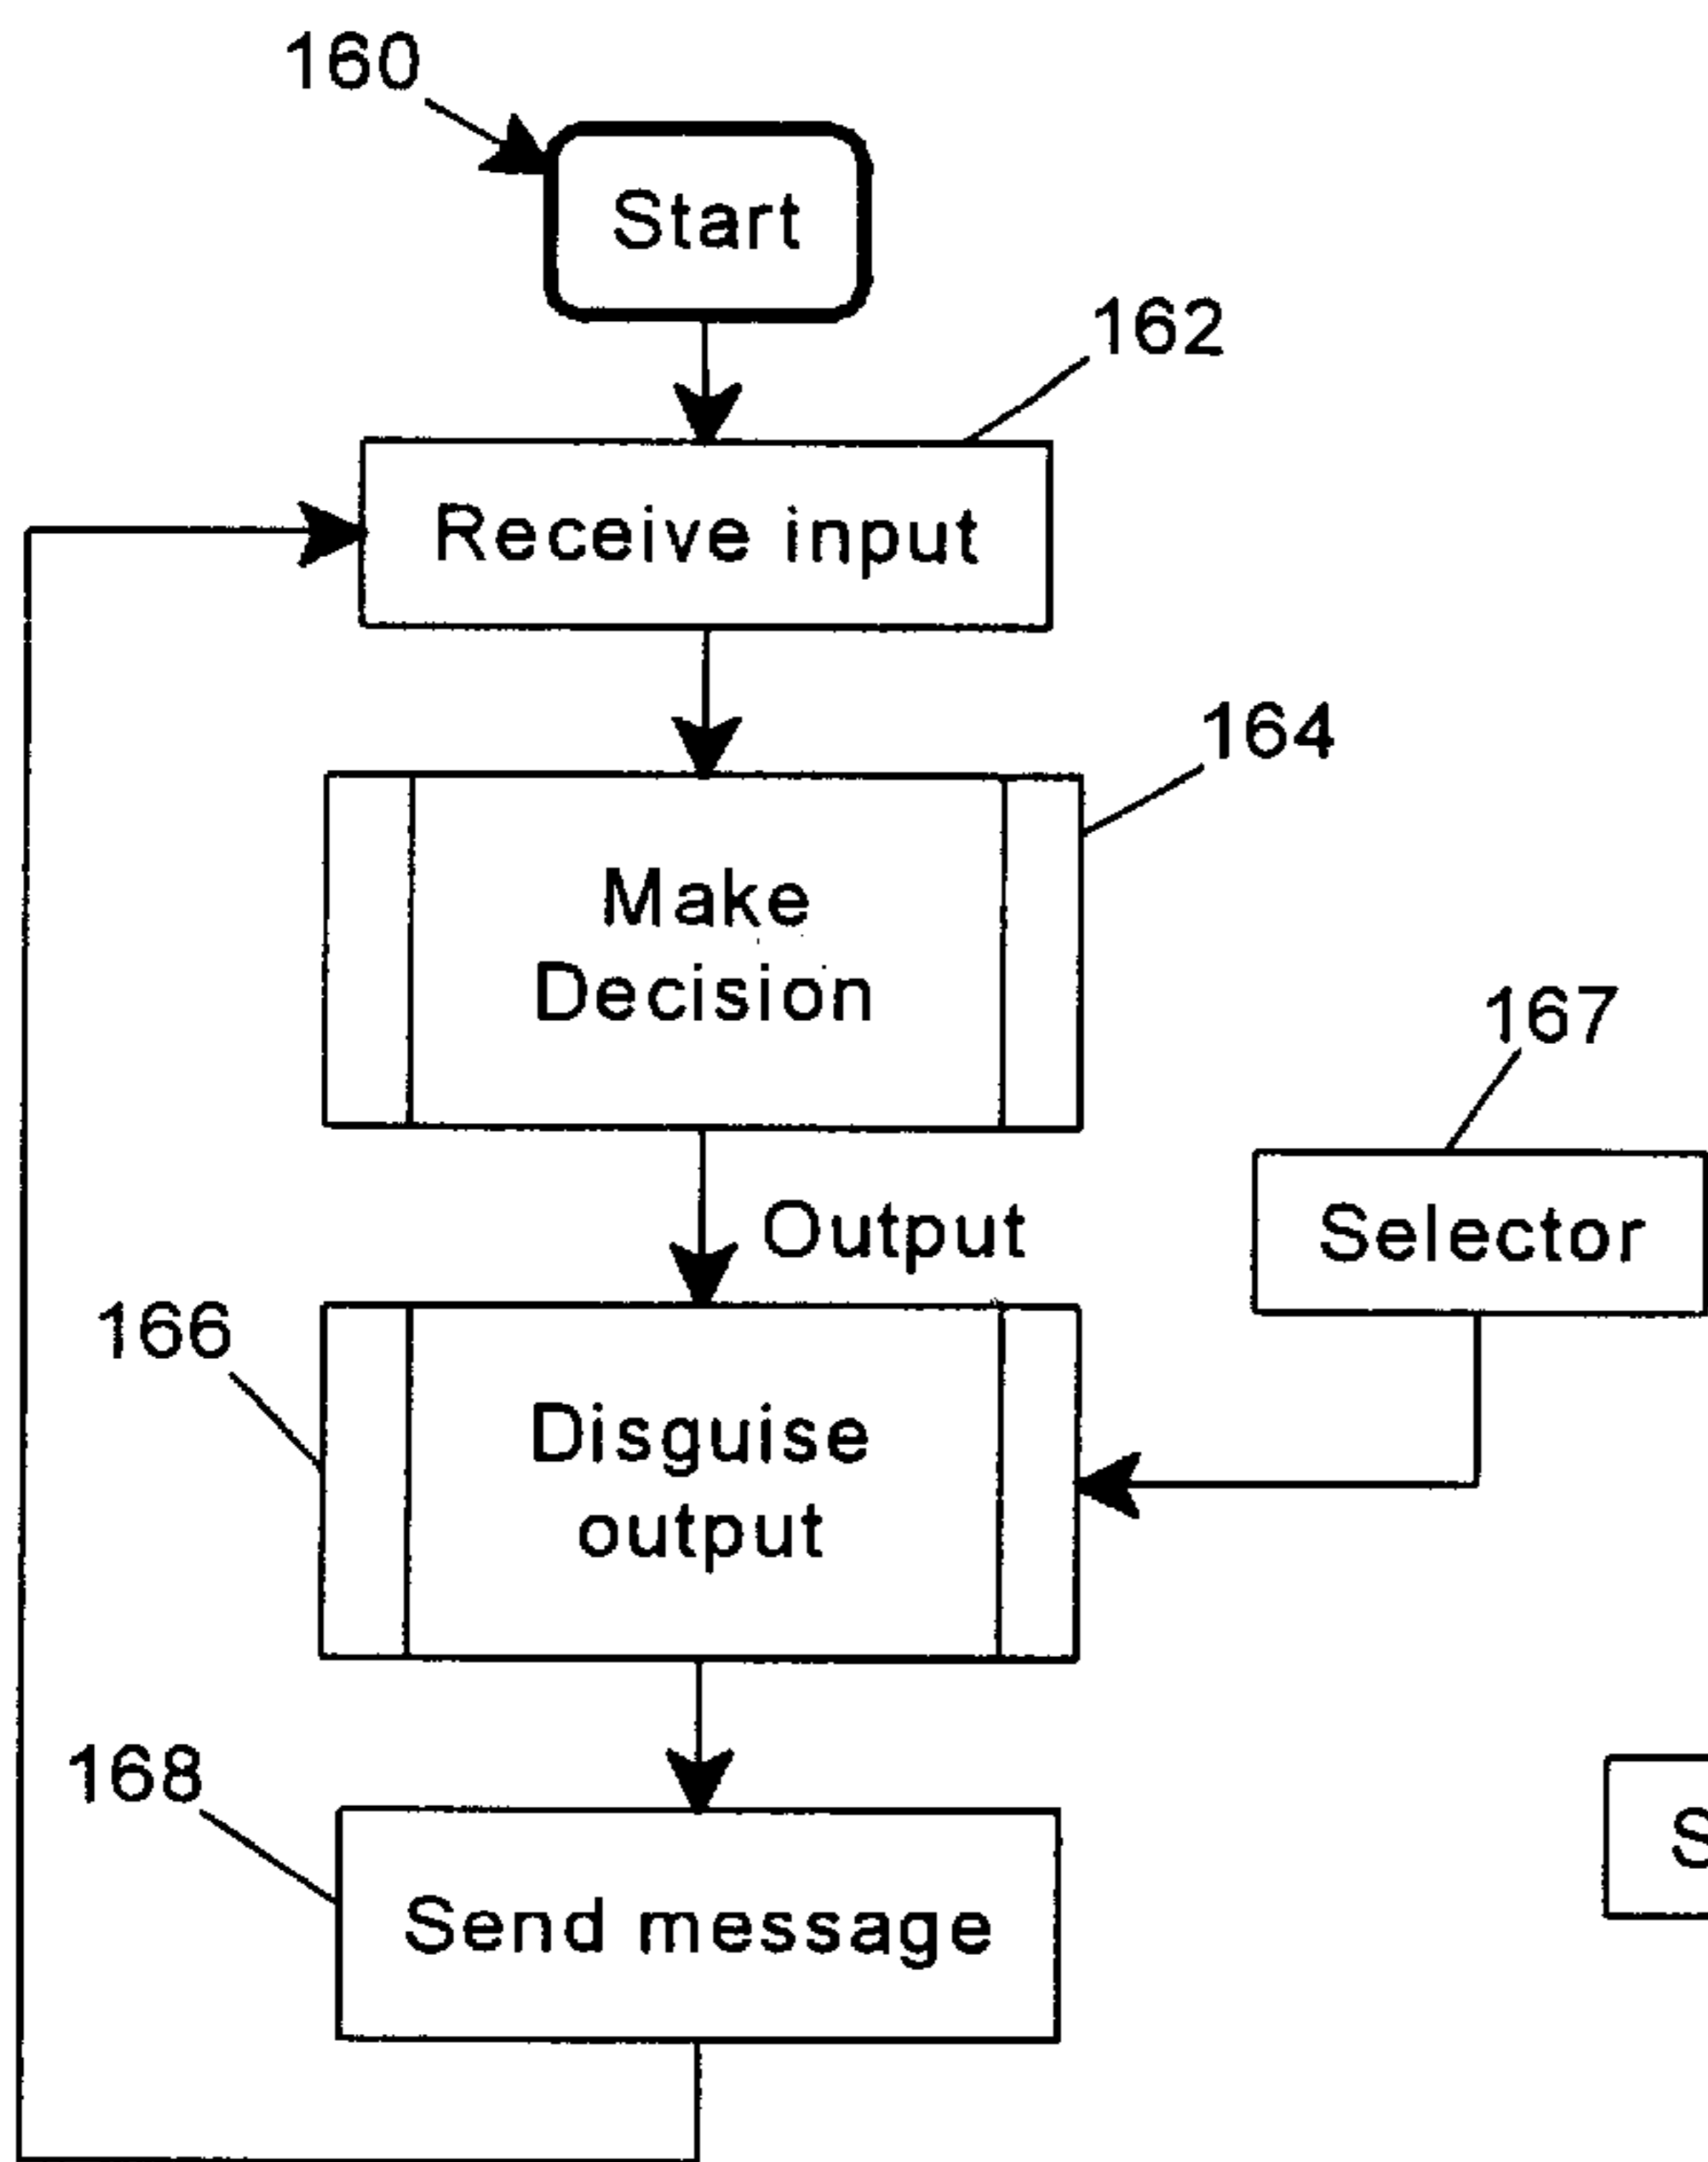 160
Start
162
Receive input
164
Make
Decision
167
Output
Selector
166
Disguise
output
168
Send message